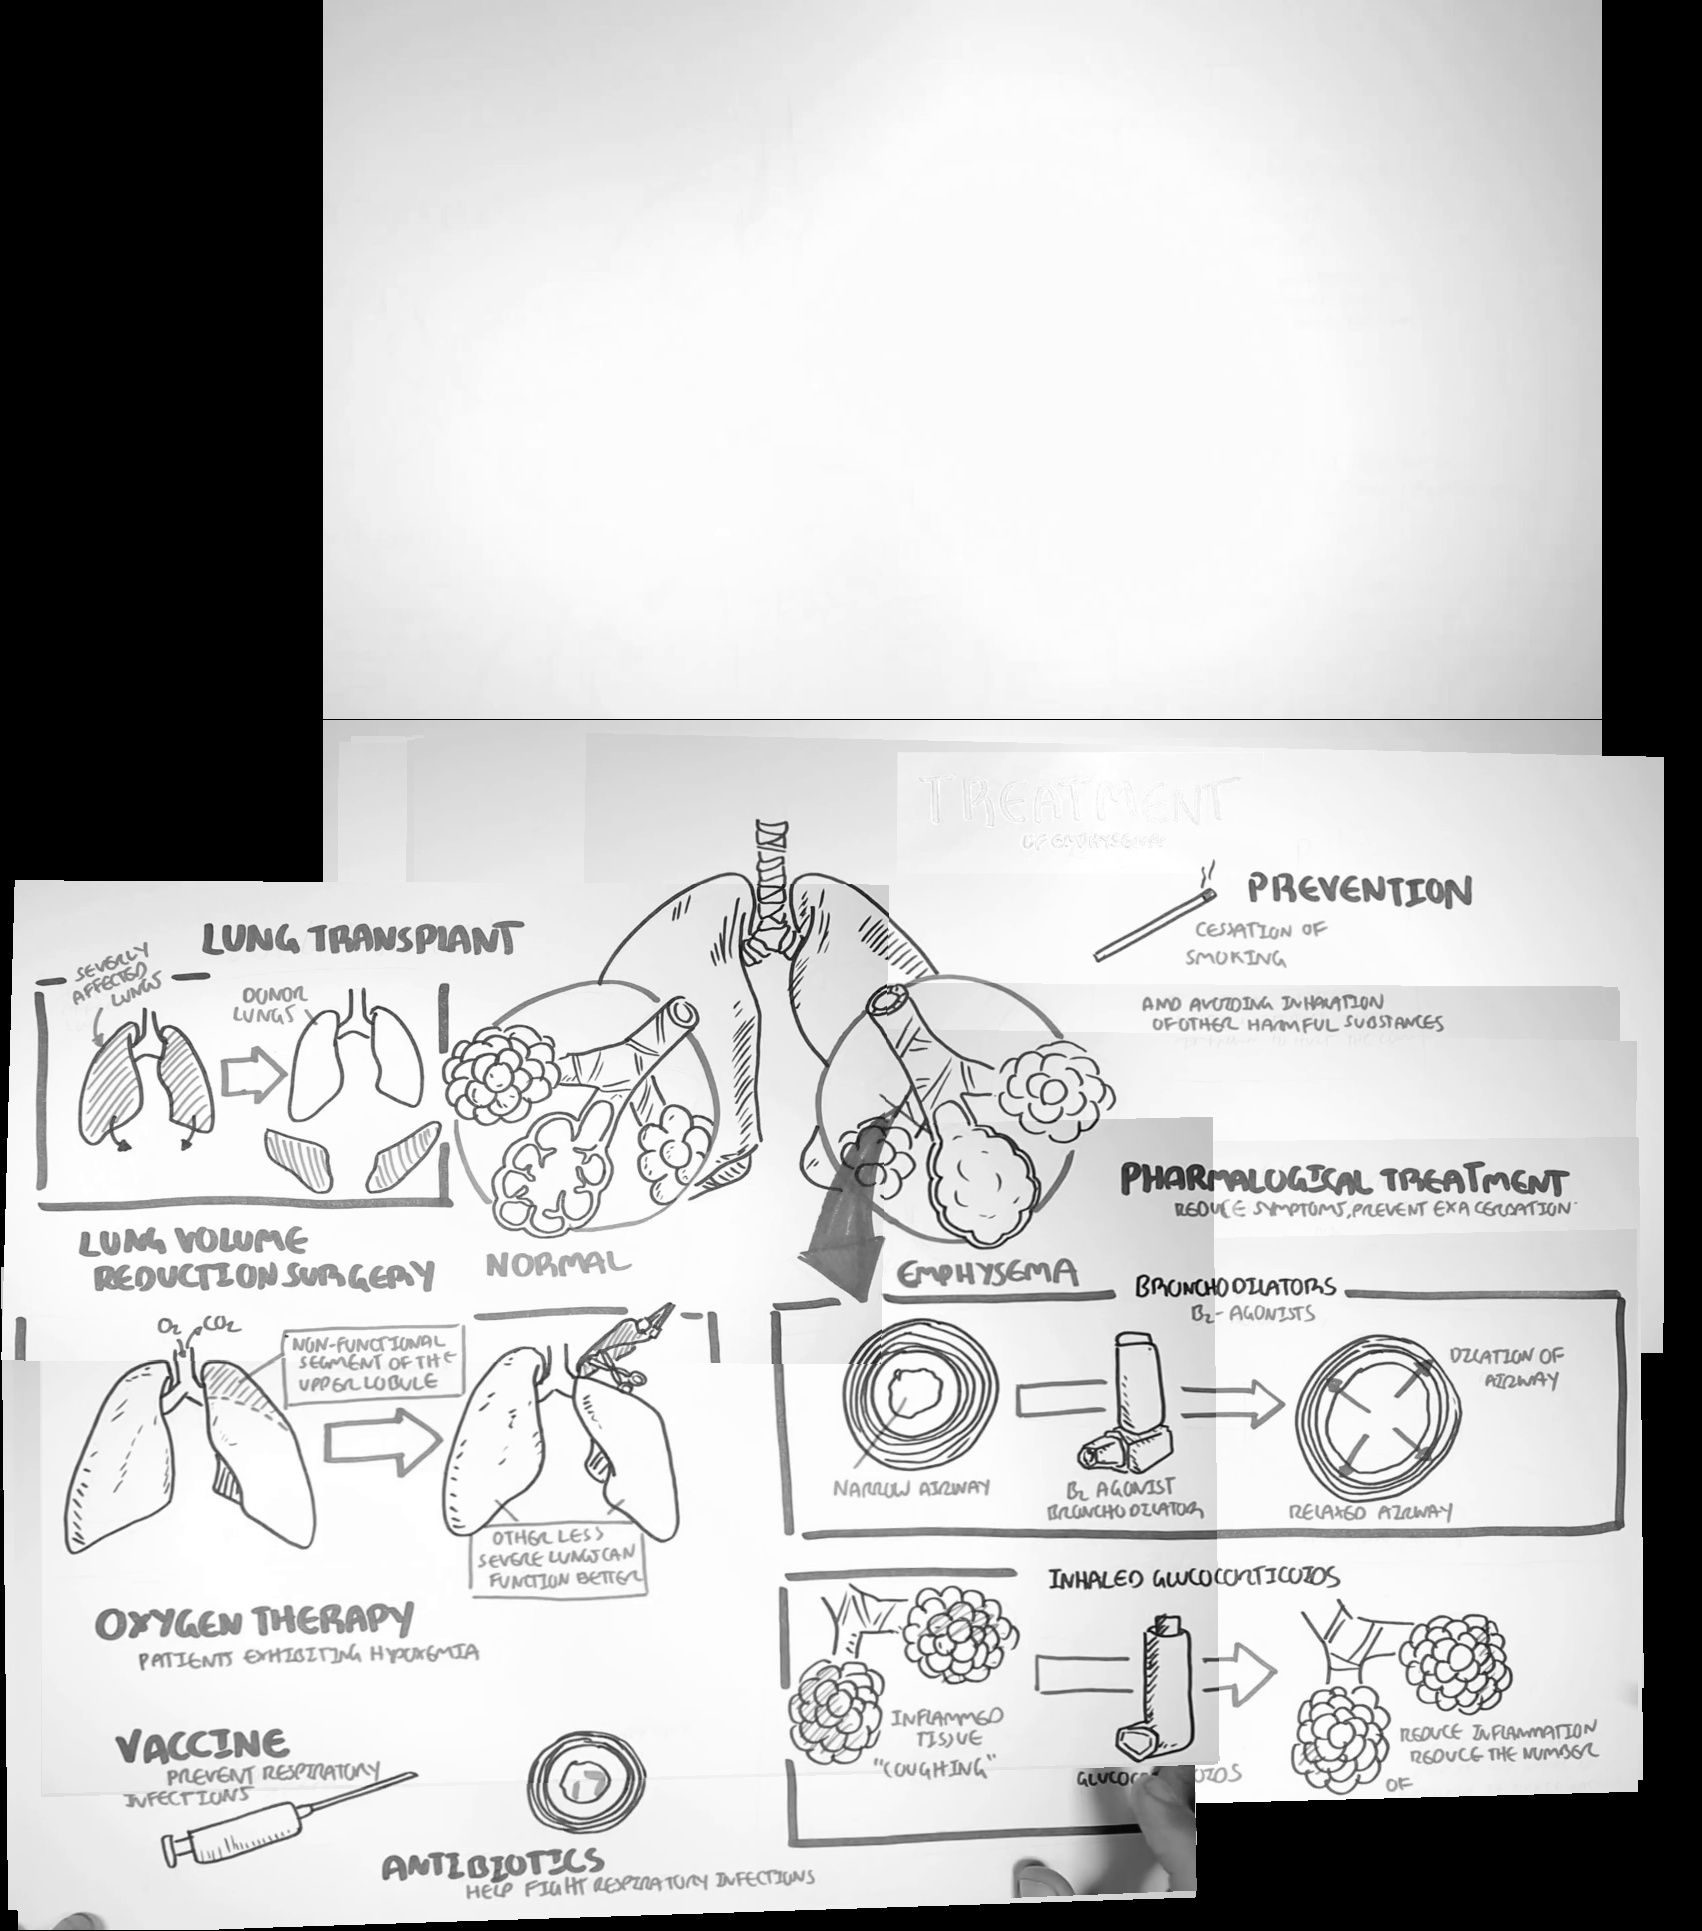 TREATMENT
OF EMPHYSEMA
PREVENTION
CESSATION OF
SMOKING
AND AVOIDING INHALATION
OF OTHER HARMFUL SUBSTANCES
LUNG TRANSPLANT
SEVERLY
AFFECTED
LUNGS
DONOR
LUNGS
LUNG VOLUME
REDUCTION SURGERY
NORMAL
EMPHYSEMA
PHARMALOGICAL TREATMENT
REDUCE SYMPTOMS, PREVENT EXACERBATION
BRONCHODILATORS
B2 - AGONISTS
NARROW AIRWAY
B2 AGONIST
BRONCHODILATOR
DILATION OF
AIRWAY
RELAXED AIRWAY
O2 CO2
NON-FUNCTIONAL
SEGMENT OF THE
UPPER LOBULE
OTHER LESS
SEVERE LUNGS CAN
FUNCTION BETTER
INHALED GLUCOCORTICOIDS
INFLAMMED
TISSUE
"COUGHING"
REDUCE INFLAMMATION
REDUCE THE NUMBER
OF
OXYGEN THERAPY
PATIENTS EXHIBITING HYPOXEMIA
VACCINE
PREVENT RESPIRATORY
INFECTIONS
ANTIBIOTICS
HELP FIGHT RESPIRATORY INFECTIONS